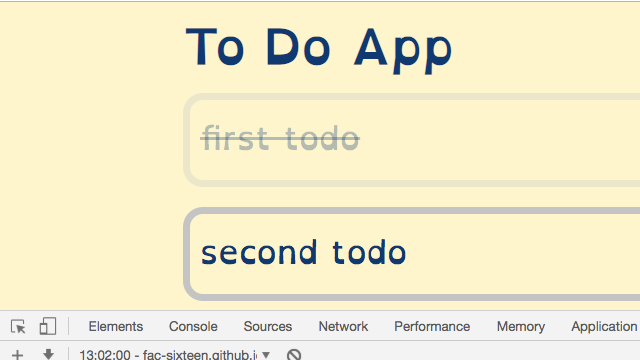 To Do App
first todo
second todo
Elements Console Sources Network Performance Memory Application
13:02:00 - fac-sixteen.github.i